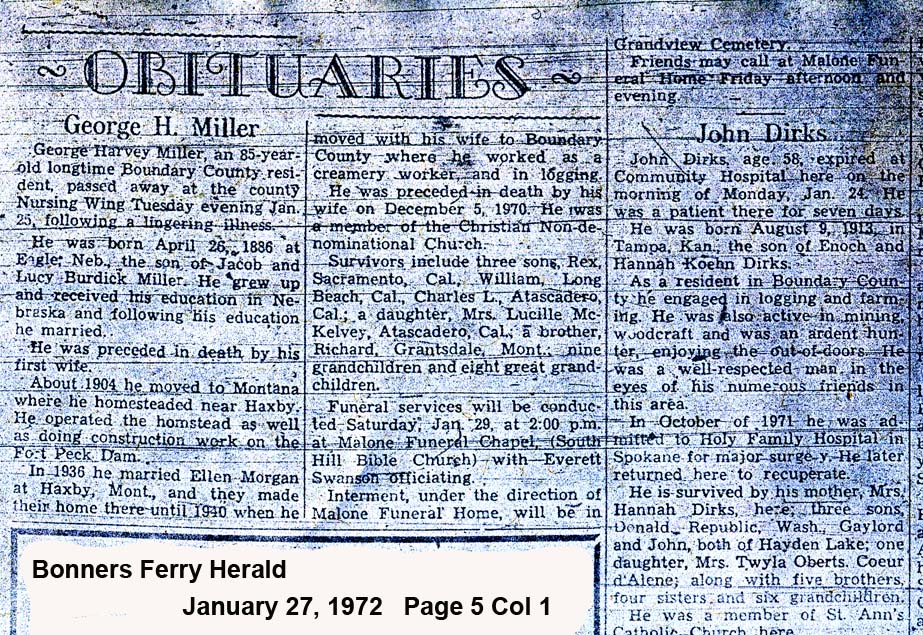 ~ OBITUARIES ~
George H. Miller
George Harvey Miller, an 85-year-
old longtime Boundary County resi-
dent, passed away at the county
Nursing Wing Tuesday evening Jan.
25, following a lingering illness.
He was born April 26, 1886 at
Eagle, Neb., the son of Jacob and
Lucy Burdick Miller. He grew up
and received his education in Ne-
braska and following his education
he married.
He was preceded in death by his
first wife.
About 1904 he moved to Montana
where he homesteaded near Haxby.
He operated the homstead as well
as doing construction work on the
Fort Peck Dam.
In 1936 he married Ellen Morgan
at Haxby, Mont., and they made
their home there until 1940 when he
moved with his wife to Boundary
County where he worked as a
creamery worker, and in logging.
He was preceded in death by his
wife on December 5, 1970. He was
a member of the Christian Non-de-
nominational Church.
Survivors include three sons, Rex,
Sacramento, Cal., William, Long
Beach, Cal., Charles L., Atascadero,
Cal.; a daughter, Mrs. Lucille Mc-
Kelvey, Atascadero, Cal.; a brother,
Richard, Grantsdale, Mont.; nine
grandchildren and eight great grand-
children.
Funeral services will be conduc-
ted Saturday, Jan. 29, at 2:00 p.m.
at Malone Funeral Chapel, (South
Hill Bible Church) with Everett
Swanson officiating.
Interment, under the direction of
Malone Funeral Home, will be in
Grandview Cemetery.
Friends may call at Malone Fun-
eral Home Friday afternoon and
evening.
John Dirks
John Dirks, age 58, expired at
Community Hospital here on the
morning of Monday, Jan. 24. He
was a patient there for seven days.
He was born August 9, 1913, in
Tampa, Kan., the son of Enoch and
Hannah Koehn Dirks.
As a resident in Boundary Coun-
ty he engaged in logging and farm-
ing. He was also active in mining,
woodcraft and was an ardent hun-
ter, enjoying the out-of-doors. He
was a well-respected man in the
eyes of his numerous friends in
this area.
In October of 1971 he was ad-
mitted to Holy Family Hospital in
Spokane for major surgery. He later
returned here to recuperate.
He is survived by his mother, Mrs.
Hannah Dirks, here; three sons,
Donald, Republic, Wash., Gaylord
and John, both of Hayden Lake; one
daughter, Mrs. Twyla Oberts, Coeur
d'Alene; along with five brothers,
four sisters and six grandchildren.
He was a member of St. Ann's
Catholic Church here.
Bonners Ferry Herald
January 27, 1972 Page 5 Col 1